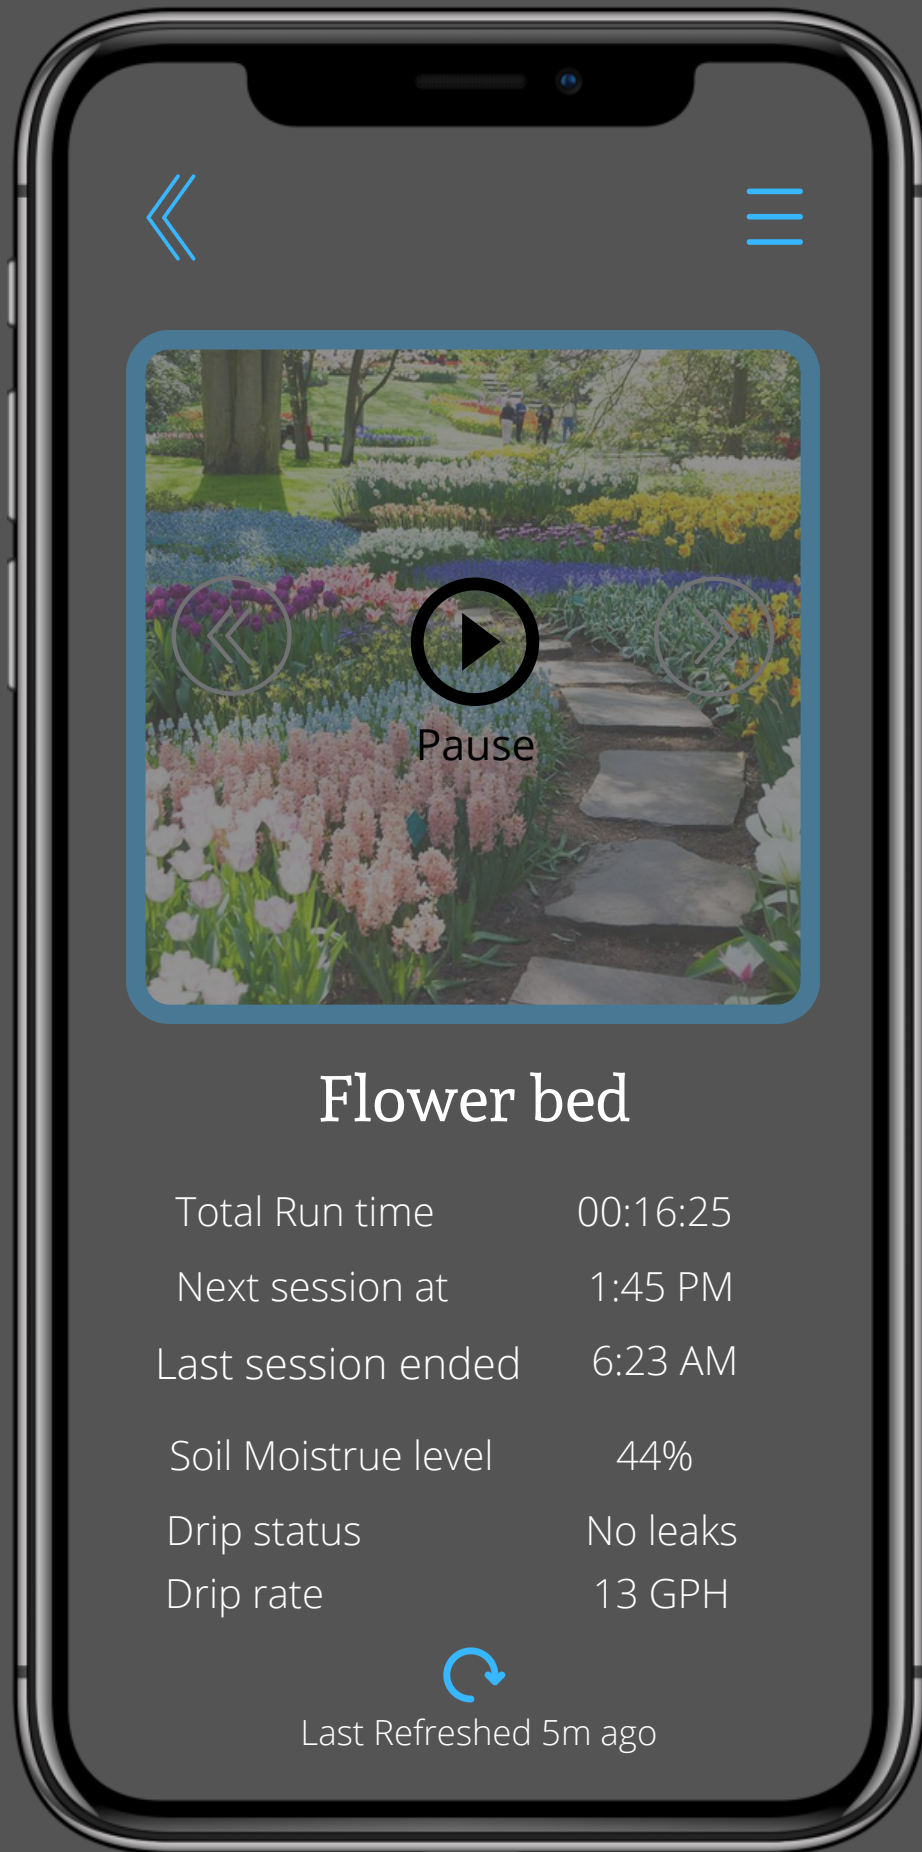 Pause
Flower bed
Total Run time 00:16:25
Next session at 1:45 PM
Last session ended 6:23 AM
Soil Moistrue level 44%
Drip status No leaks
Drip rate 13 GPH
Last Refreshed 5m ago